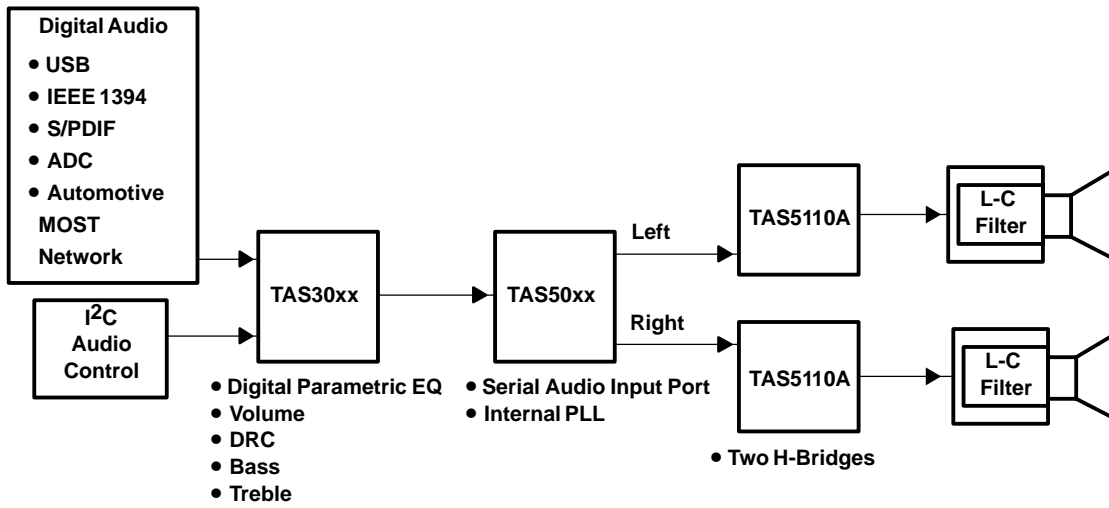 Digital Audio
• USB
• IEEE 1394
• S/PDIF
• ADC
• Automotive
MOST
Network
I²C
Audio
Control
TAS30xx
• Digital Parametric EQ
• Volume
• DRC
• Bass
• Treble
TAS50xx
• Serial Audio Input Port
• Internal PLL
Left
Right
TAS5110A
L-C
Filter
TAS5110A
• Two H-Bridges
L-C
Filter